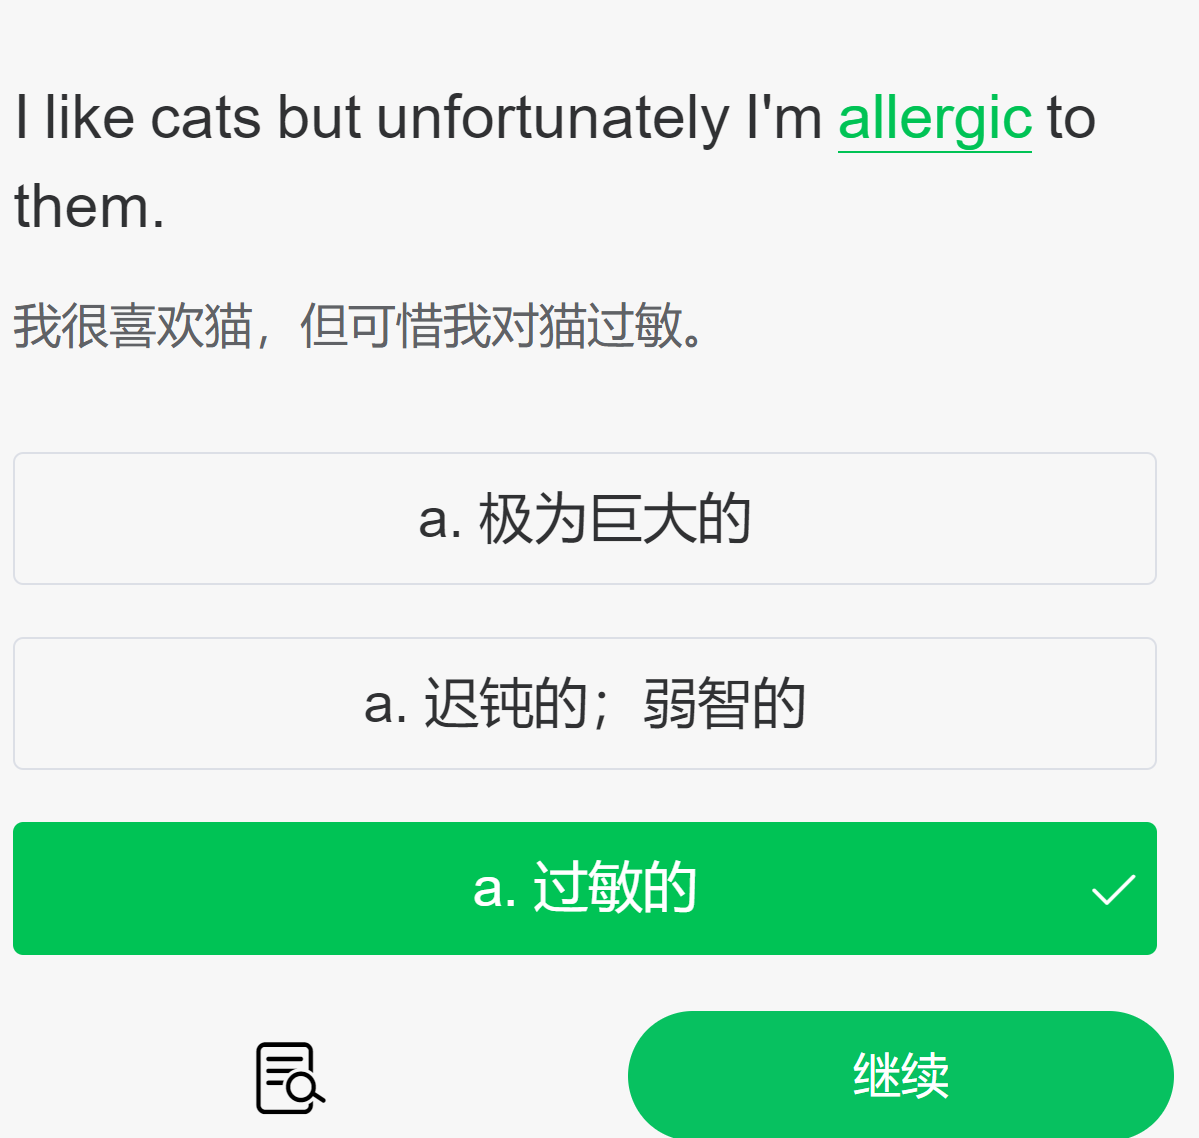 I like cats but unfortunately I'm allergic to
them.
我很喜欢猫，但可惜我对猫过敏。
a. 极为巨大的
a. 迟钝的；弱智的
a. 过敏的
继续